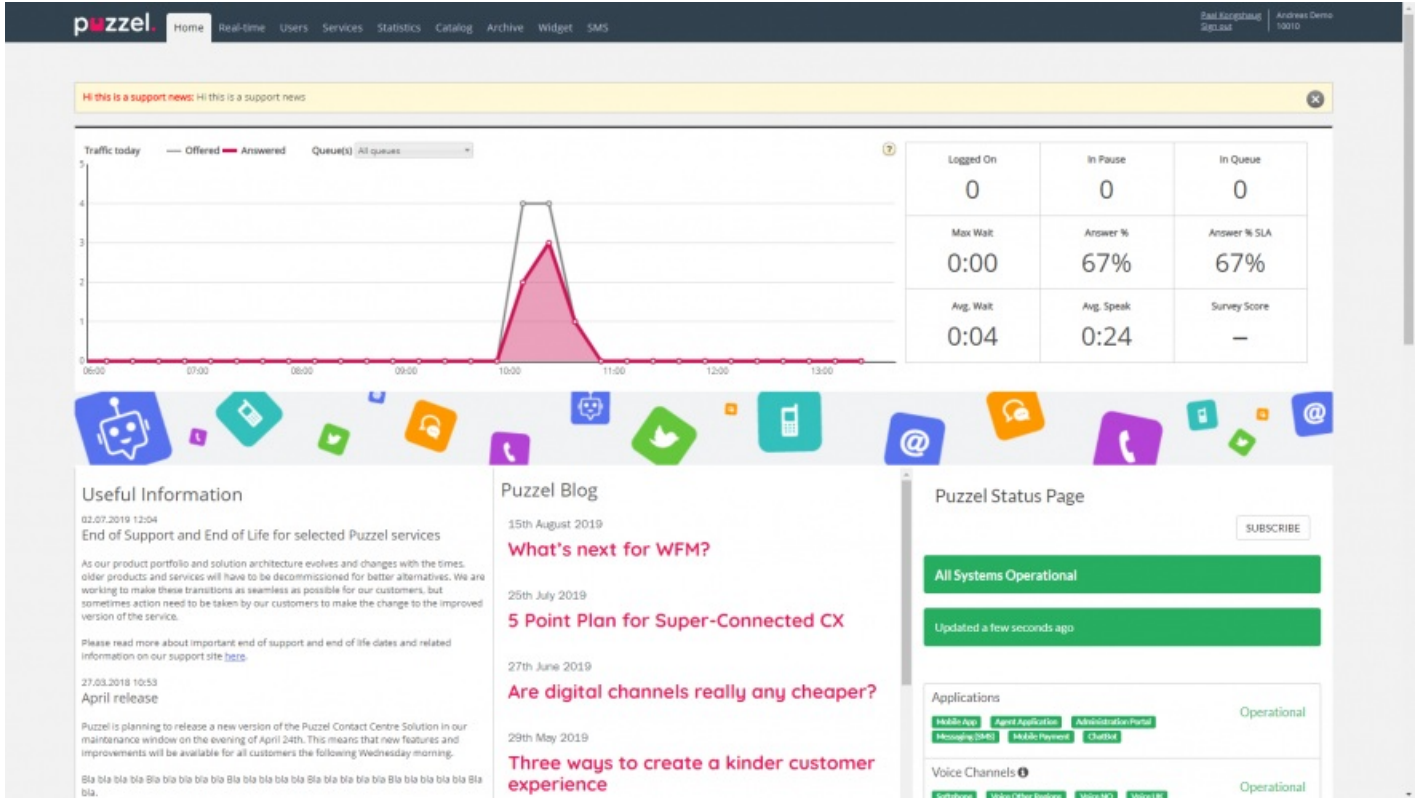 puzzel.
Home Real-time Users Services Statistics Catalog Archive Widget SMS
Paal Kongshaug
Sign out
Andreas Demo
10010
Hi this is a support news: Hi this is a support news
Traffic today Offered Answered Queue(s) All queues
?
5
4
3
2
1
0
06:00 07:00 08:00 09:00 10:00 11:00 12:00 13:00
Logged On In Pause In Queue
0 0 0
Max Wait Answer % Answer % SLA
0:00 67% 67%
Avg. Wait Avg. Speak Survey Score
0:04 0:24 –
@ @
Useful Information
02.07.2019 12:04
End of Support and End of Life for selected Puzzel services
As our product portfolio and solution architecture evolves and changes with the times,
older products and services will have to be decommissioned for better alternatives. We are
working to make these transitions as seamless as possible for our customers, but
sometimes action need to be taken by our customers to make the change to the improved
version of the service.
Please read more about important end of support and end of life dates and related
information on our support site here.
27.03.2018 10:53
April release
Puzzel is planning to release a new version of the Puzzel Contact Centre Solution in our
maintenance window on the evening of April 24th. This means that new features and
improvements will be available for all customers the following Wednesday morning.
Bla bla bla bla Bla bla bla bla bla Bla bla bla bla bla Bla bla bla bla bla Bla bla bla bla bla Bla
bla.
Puzzel Blog
15th August 2019
What's next for WFM?
25th July 2019
5 Point Plan for Super-Connected CX
27th June 2019
Are digital channels really any cheaper?
29th May 2019
Three ways to create a kinder customer
experience
Puzzel Status Page
SUBSCRIBE
All Systems Operational
Updated a few seconds ago
Applications
Operational
Mobile App Agent Application Administration Portal
Messaging (SMS) Mobile Payment ChatBot
Voice Channels
Operational
Softphone Voice Other Regions Voice NO Voice UK